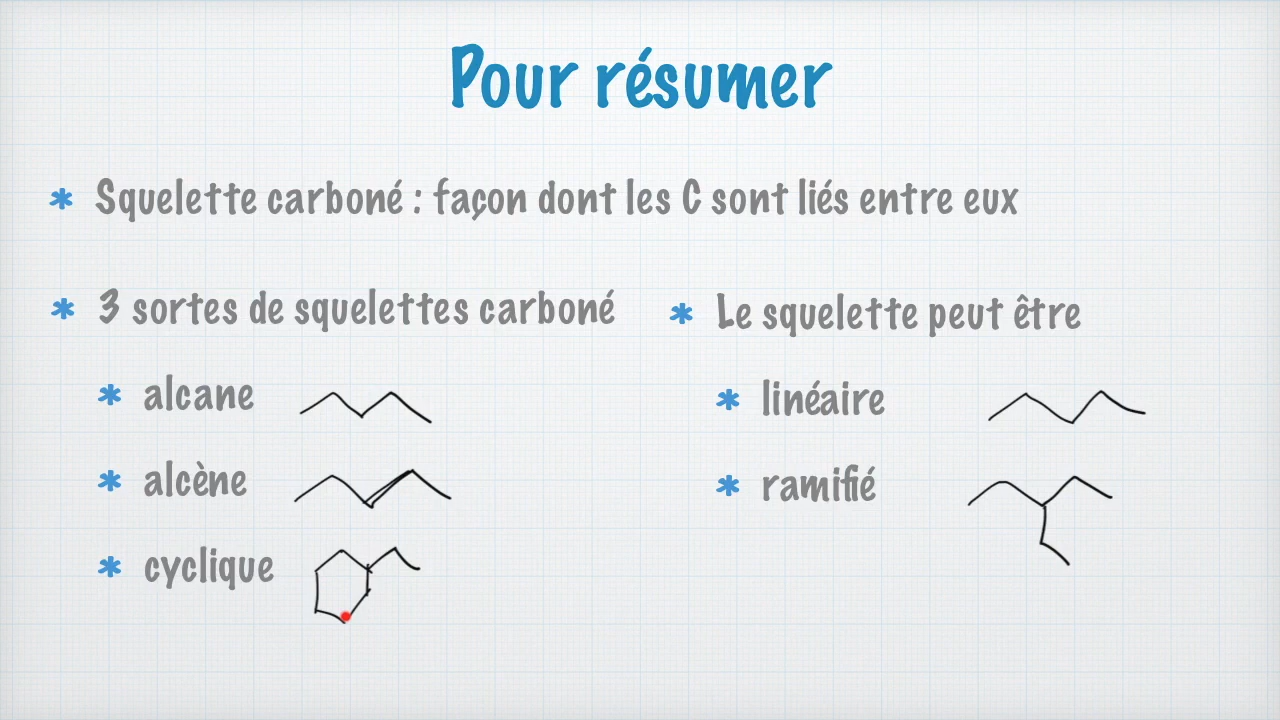 Pour résumer
* Squelette carboné : façon dont les C sont liés entre eux
* 3 sortes de squelettes carboné
* alcane
* alcène
* cyclique
* Le squelette peut être
* linéaire
* ramifié